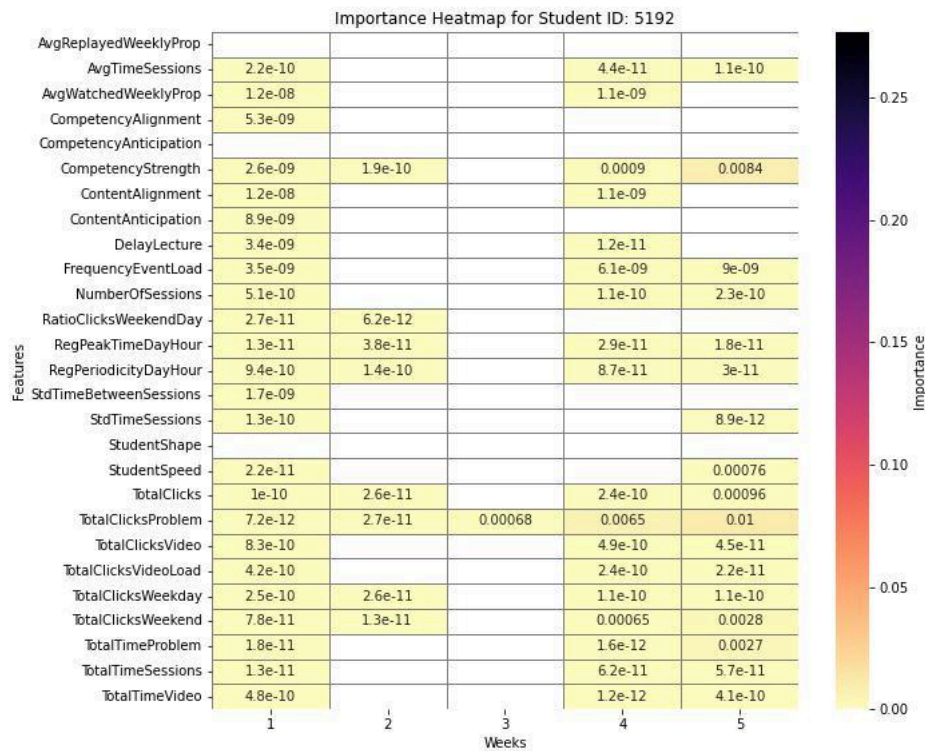 Importance Heatmap for Student ID: 5192
AvgReplayedWeeklyProp
AvgTimeSessions 2.2e-10 4.4e-11 1.1e-10
AvgWatchedWeeklyProp 1.2e-08 1.1e-09
CompetencyAlignment 5.3e-09
CompetencyAnticipation
CompetencyStrength 2.6e-09 1.9e-10 0.0009 0.0084
ContentAlignment 1.2e-08 1.1e-09
ContentAnticipation 8.9e-09
DelayLecture 3.4e-09 1.2e-11
FrequencyEventLoad 3.5e-09 6.1e-09 9e-09
NumberOfSessions 5.1e-10 1.1e-10 2.3e-10
RatioClicksWeekendDay 2.7e-11 6.2e-12
RegPeakTimeDayHour 1.3e-11 3.8e-11 2.9e-11 1.8e-11
RegPeriodicityDayHour 9.4e-10 1.4e-10 8.7e-11 3e-11
StdTimeBetweenSessions 1.7e-09
StdTimeSessions 1.3e-10 8.9e-12
StudentShape
StudentSpeed 2.2e-11 0.00076
TotalClicks 1e-10 2.6e-11 2.4e-10 0.00096
TotalClicksProblem 7.2e-12 2.7e-11 0.00068 0.0065 0.01
TotalClicksVideo 8.3e-10 4.9e-10 4.5e-11
TotalClicksVideoLoad 4.2e-10 2.4e-10 2.2e-11
TotalClicksWeekday 2.5e-10 2.6e-11 1.1e-10 1.1e-10
TotalClicksWeekend 7.8e-11 1.3e-11 0.00065 0.0028
TotalTimeProblem 1.8e-11 1.6e-12 0.0027
TotalTimeSessions 1.3e-11 6.2e-11 5.7e-11
TotalTimeVideo 4.8e-10 1.2e-12 4.1e-10
1 2 3 4 5
Weeks
Features
0.25
0.20
0.15
0.10
0.05
0.00
Importance